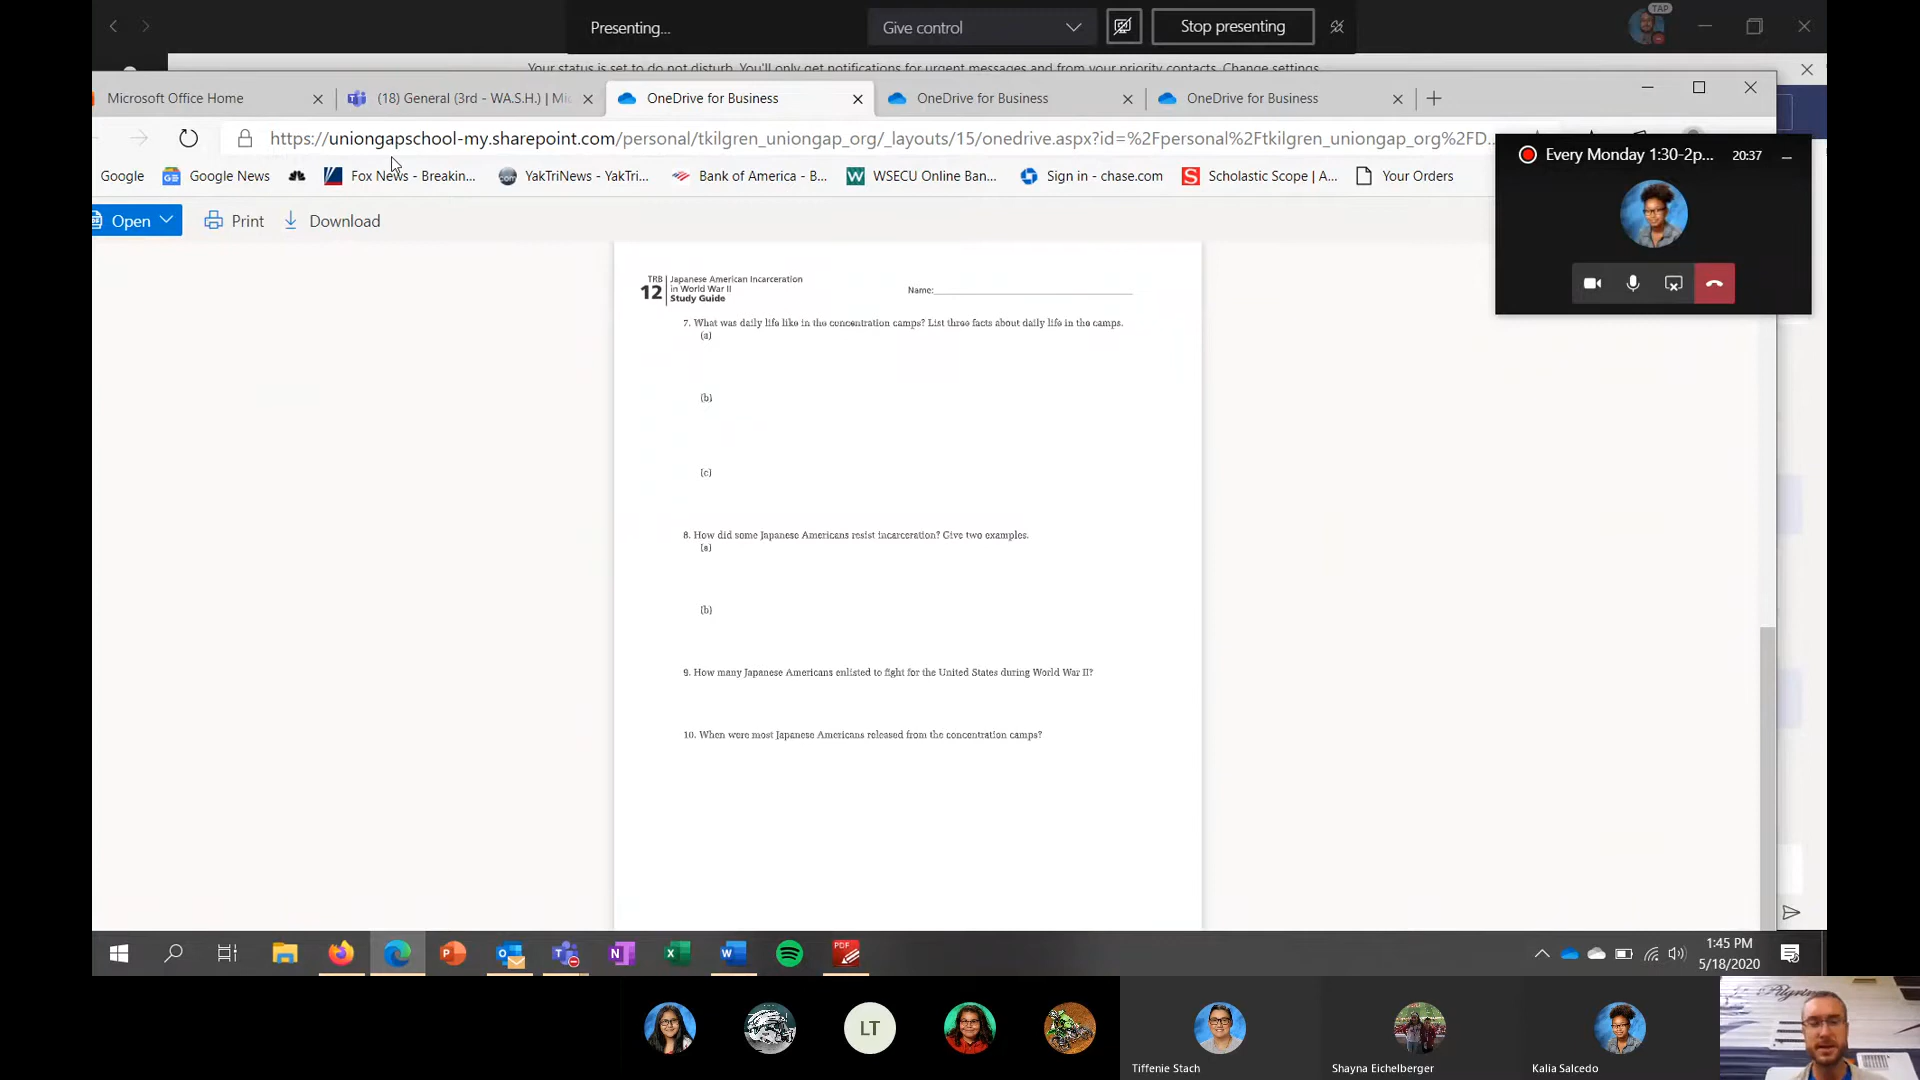 Presenting...
Give control
Stop presenting
TAP
Your status is set to do not disturb. You'll only get notifications for urgent messages and from your priority contacts. Change settings.
Microsoft Office Home
(18) General (3rd - WA.S.H.) | Mi
OneDrive for Business
OneDrive for Business
OneDrive for Business
https://uniongapschool-my.sharepoint.com/personal/tkilgren_uniongap_org/_layouts/15/onedrive.aspx?id=%2Fpersonal%2Ftkilgren_uniongap_org%2FD...
Every Monday 1:30-2p...
20:37
Google
Google News
Fox News - Breakin...
YakTriNews - YakTri...
Bank of America - B...
WSECU Online Ban...
Sign in - chase.com
Scholastic Scope | A...
Your Orders
Open
Print
Download
TRB
12
Japanese American Incarceration
in World War II
Study Guide
Name:
7. What was daily life like in the concentration camps? List three facts about daily life in the camps.
(a)
(b)
(c)
8. How did some Japanese Americans resist incarceration? Give two examples.
(a)
(b)
9. How many Japanese Americans enlisted to fight for the United States during World War II?
10. When were most Japanese Americans released from the concentration camps?
PDF
1:45 PM
5/18/2020
LT
Tiffenie Stach
Shayna Eichelberger
Kalia Salcedo